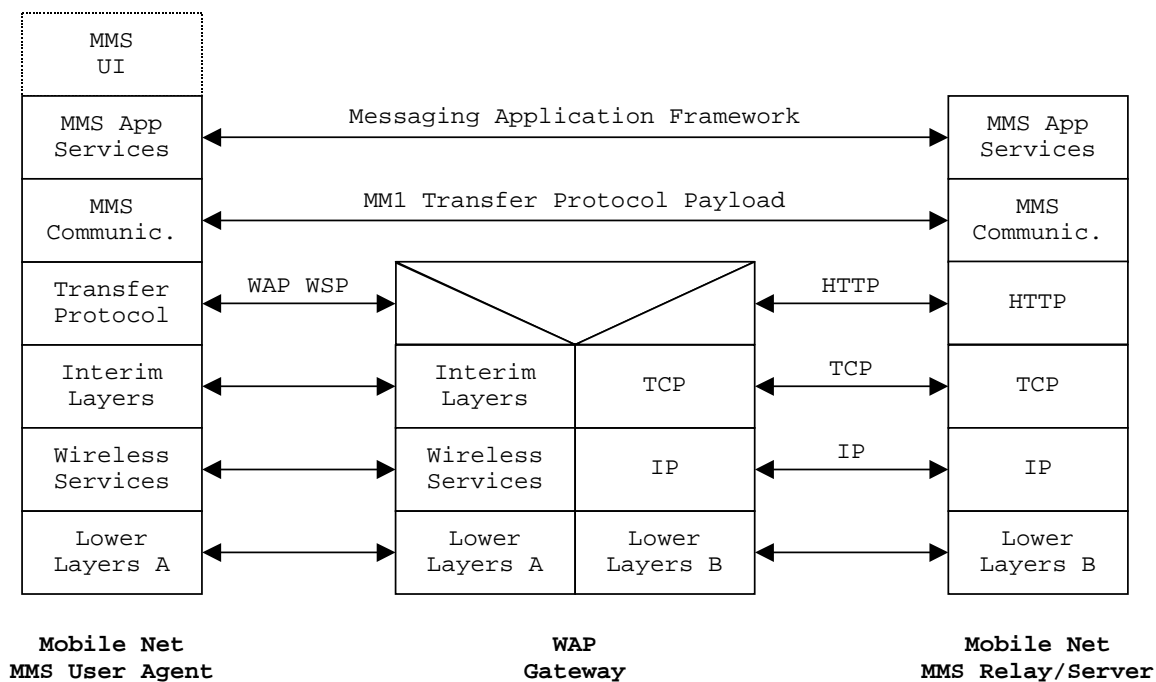 MMS
UI
MMS App
Services
Messaging Application Framework
MMS App
Services
MMS
Communic.
MM1 Transfer Protocol Payload
MMS
Communic.
Transfer
Protocol
WAP WSP
HTTP
HTTP
Interim
Layers
Interim
Layers
TCP
TCP
TCP
Wireless
Services
Wireless
Services
IP
IP
IP
Lower
Layers A
Lower
Layers A
Lower
Layers B
Lower
Layers B
Mobile Net
MMS User Agent
WAP
Gateway
Mobile Net
MMS Relay/Server